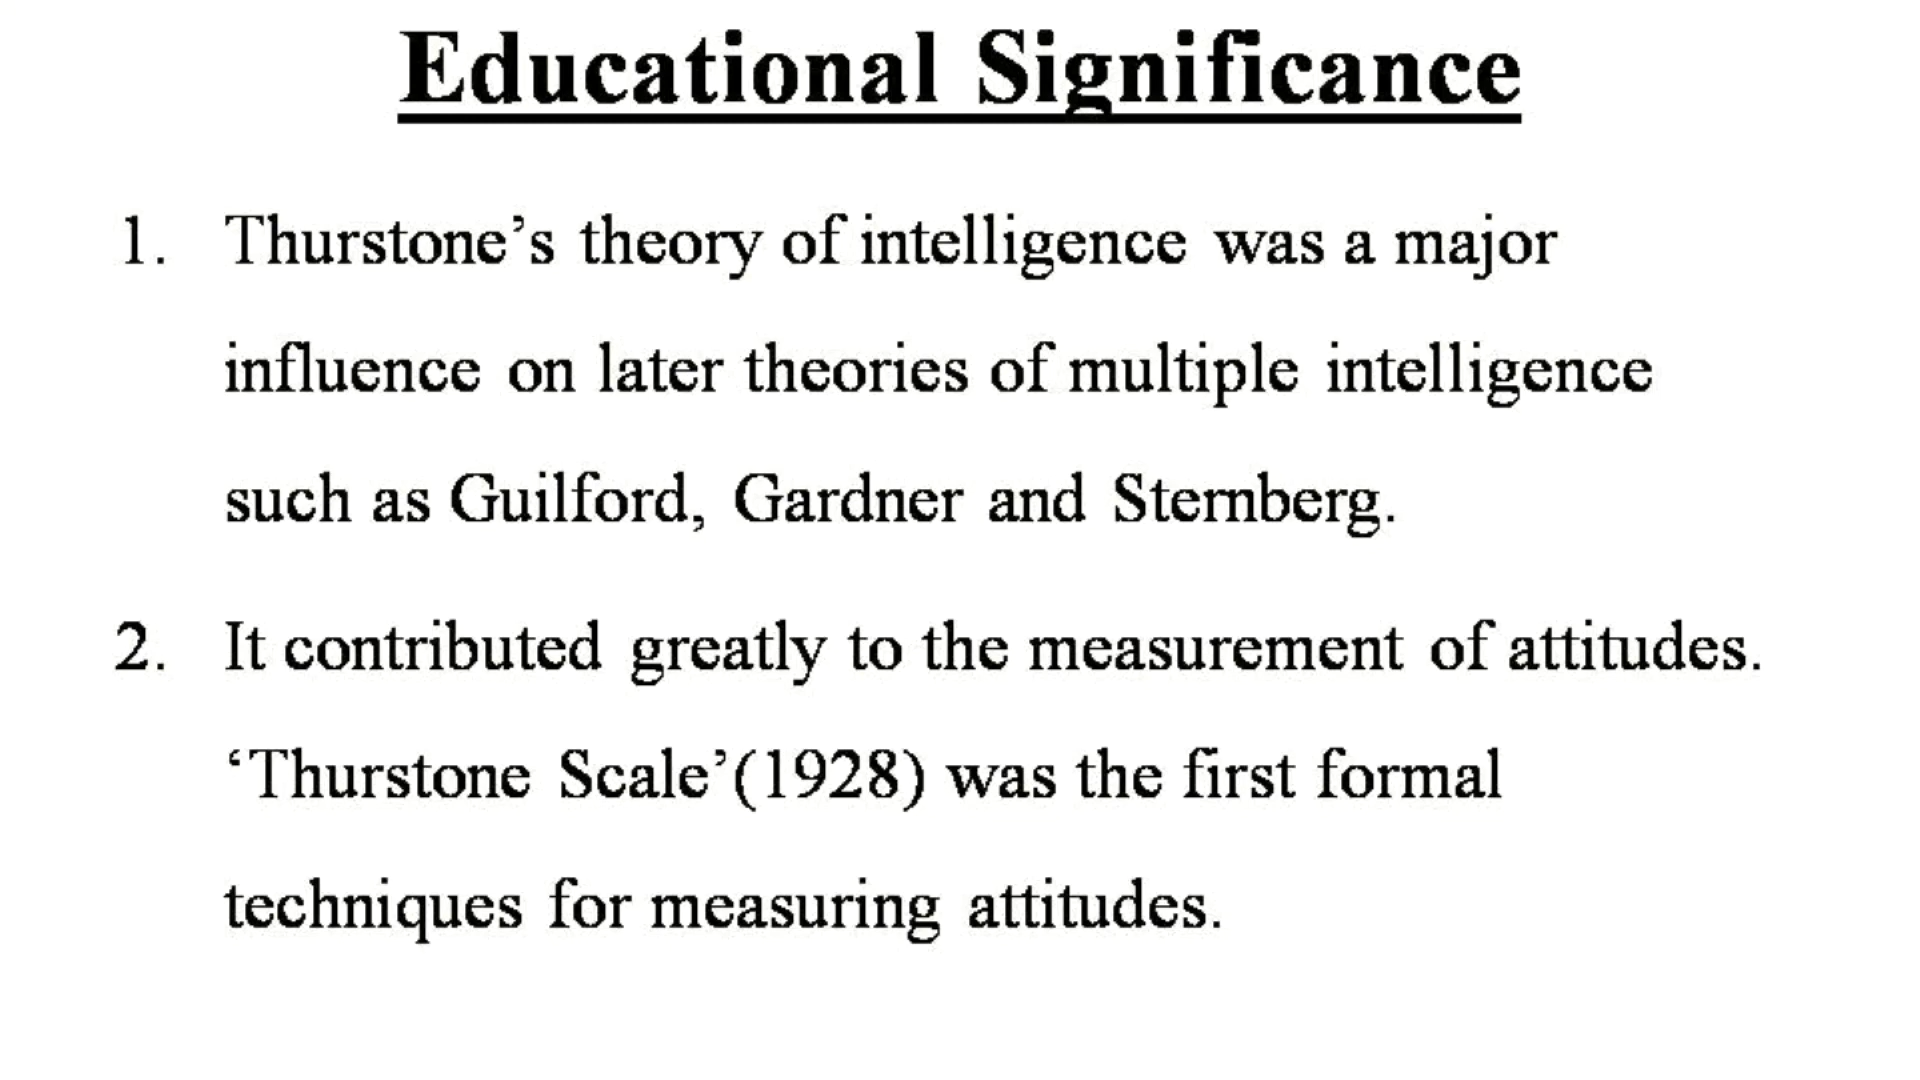 Educational Significance
1. Thurstone’s theory of intelligence was a major
influence on later theories of multiple intelligence
such as Guilford, Gardner and Sternberg.
2. It contributed greatly to the measurement of attitudes.
‘Thurstone Scale’(1928) was the first formal
techniques for measuring attitudes.